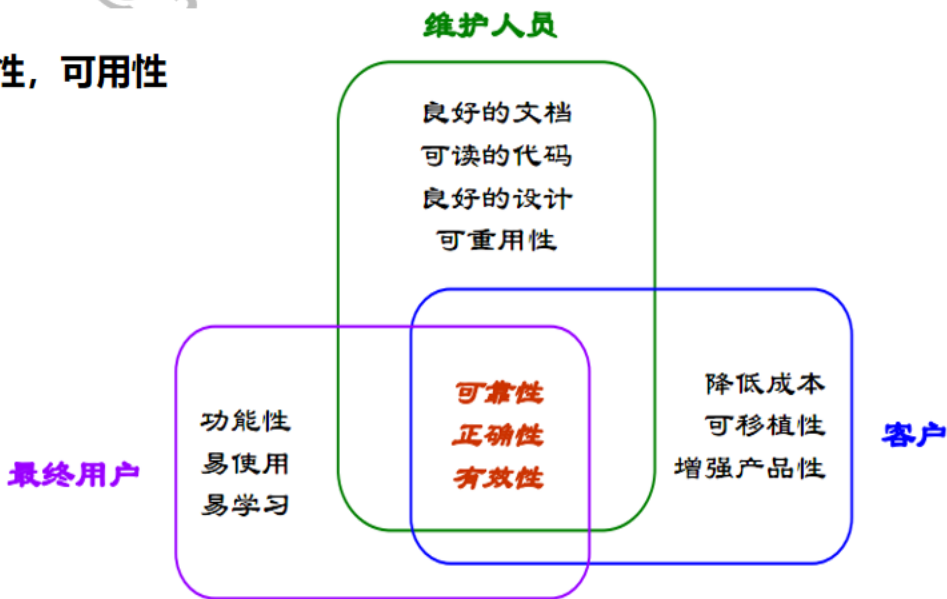 维护人员
性，可用性
良好的文档
可读的代码
良好的设计
可重用性
可靠性
正确性
有效性
降低成本
可移植性
增强产品性
客户
功能性
易使用
易学习
最终用户